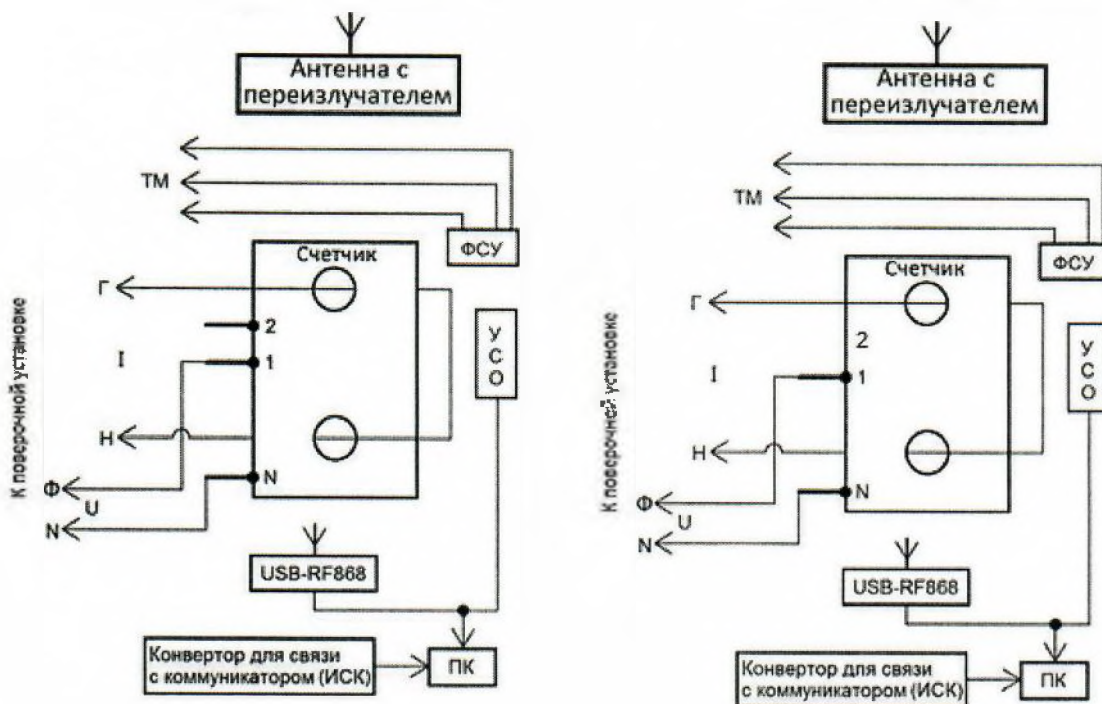 Антенна с
переизлучателем
ТМ
ФСУ
Счетчик
Г
2
I
1
У
С
О
Н
N
Ф
U
N
К поверочной установке
USB-RF868
Конвертор для связи
с коммуникатором (ИСК)
ПК
Антенна с
переизлучателем
ТМ
ФСУ
Счетчик
Г
2
I
1
У
С
О
Н
N
Ф
U
N
К поверочной установке
USB-RF868
Конвертор для связи
с коммуникатором (ИСК)
ПК